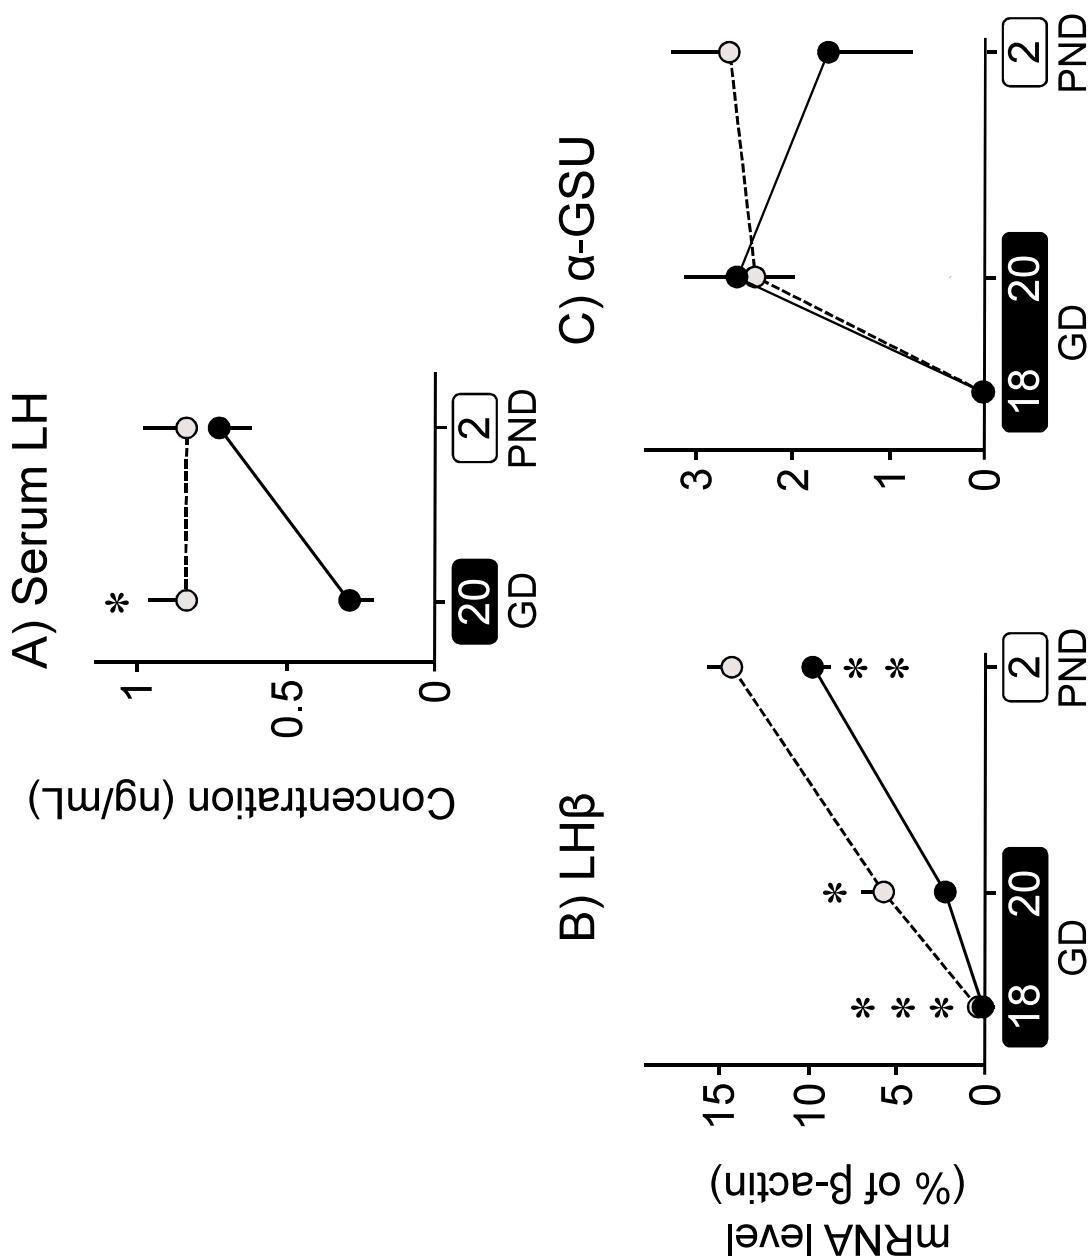 A) Serum LH
Concentration (ng/mL)
1
0.5
0
20
2
GD
PND
B) LHβ
mRNA level
(% of β-actin)
15
10
5
0
18
20
2
GD
PND
C) α-GSU
3
2
1
0
18
20
2
GD
PND
*
*
* * *
* *